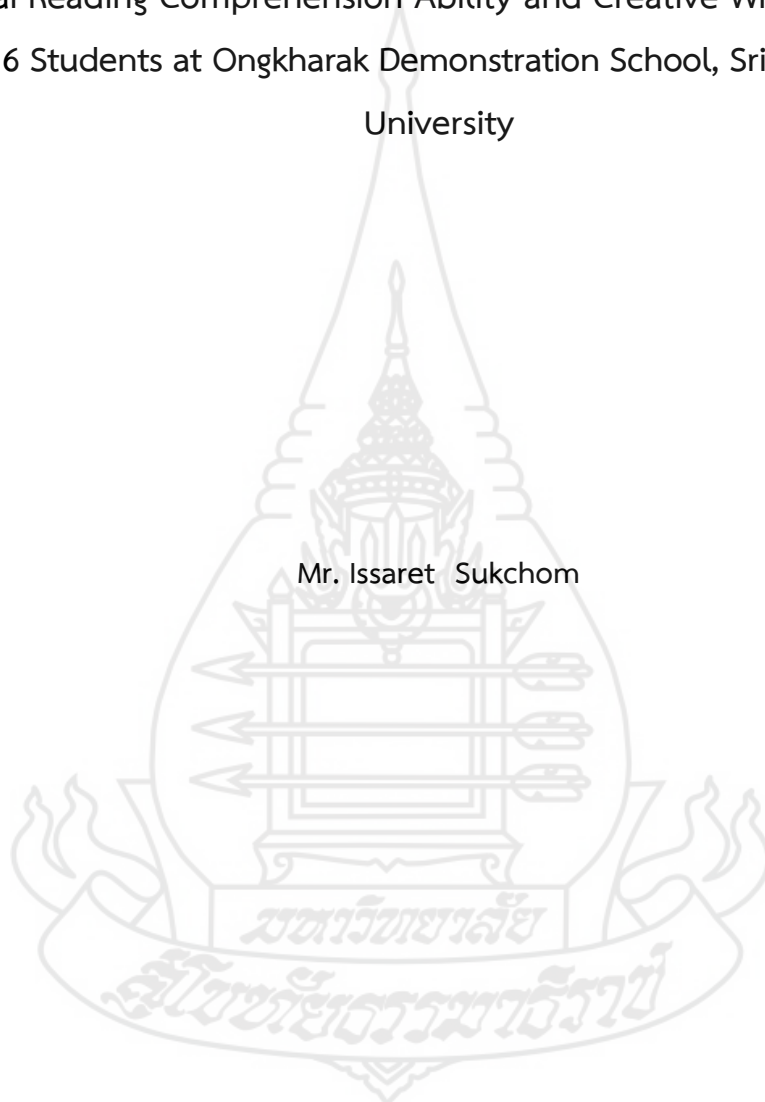 Reading Comprehension Ability and Creative
6 Students at Ongkharak Demonstration School, Sri
University
Mr. Issaret Sukchom
มหาวิทยาลัย
สุโขทัยธรรมาธิราช